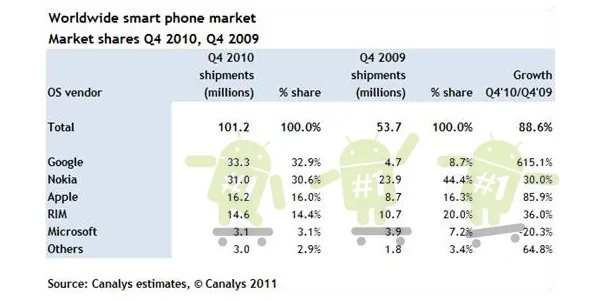 Worldwide smart phone market
Market shares Q4 2010, Q4 2009
Q4 2010 Q4 2009
shipments shipments Growth
OS vendor (millions) % share (millions) % share Q4'10/Q4'09
Total 101.2 100.0% 53.7 100.0% 88.6%
Google 33.3 32.9% 4.7 8.7% 615.1%
Nokia 31.0 30.6% 23.9 44.4% 30.0%
Apple 16.2 16.0% 8.7 16.3% 85.9%
RIM 14.6 14.4% 10.7 20.0% 36.0%
Microsoft 3.1 3.1% 3.9 7.2% -20.3%
Others 3.0 2.9% 1.8 3.4% 64.8%
#1 #1 #1
Source: Canalys estimates, © Canalys 2011